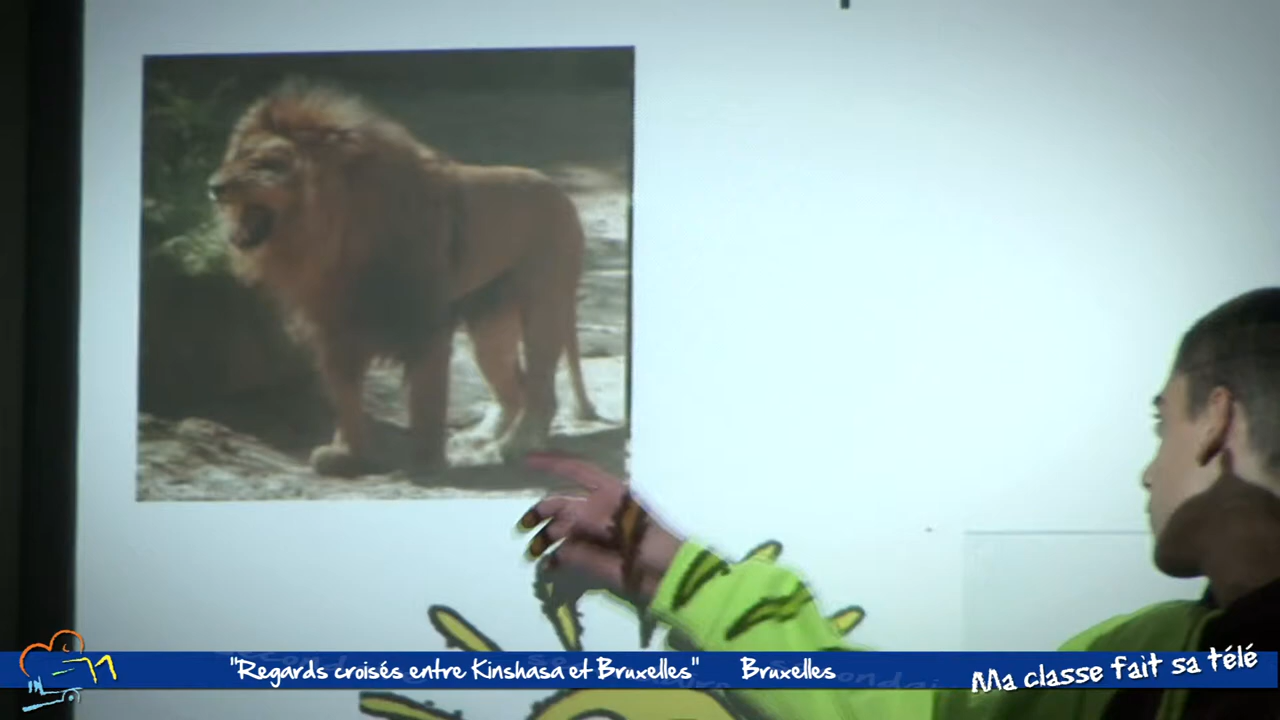 "Regards croisés entre Kinshasa et Bruxelles" Bruxelles
Ma classe fait sa télé